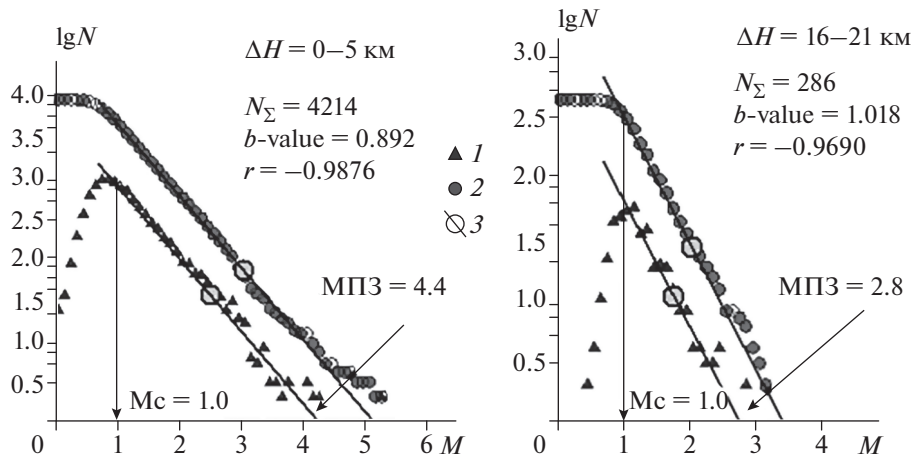 lgN
ΔH = 0–5 км
N_Σ = 4214
b-value = 0.892
r = –0.9876
4.0
3.5
3.0
2.5
2.0
1.5
1.0
0.5
0
1
2
3
4
5
6
M
Mc = 1.0
МПЗ = 4.4
1
2
3
lgN
ΔH = 16–21 км
N_Σ = 286
b-value = 1.018
r = –0.9690
3.0
2.5
2.0
1.5
1.0
0.5
0
1
2
3
4
M
Mc = 1.0
МПЗ = 2.8